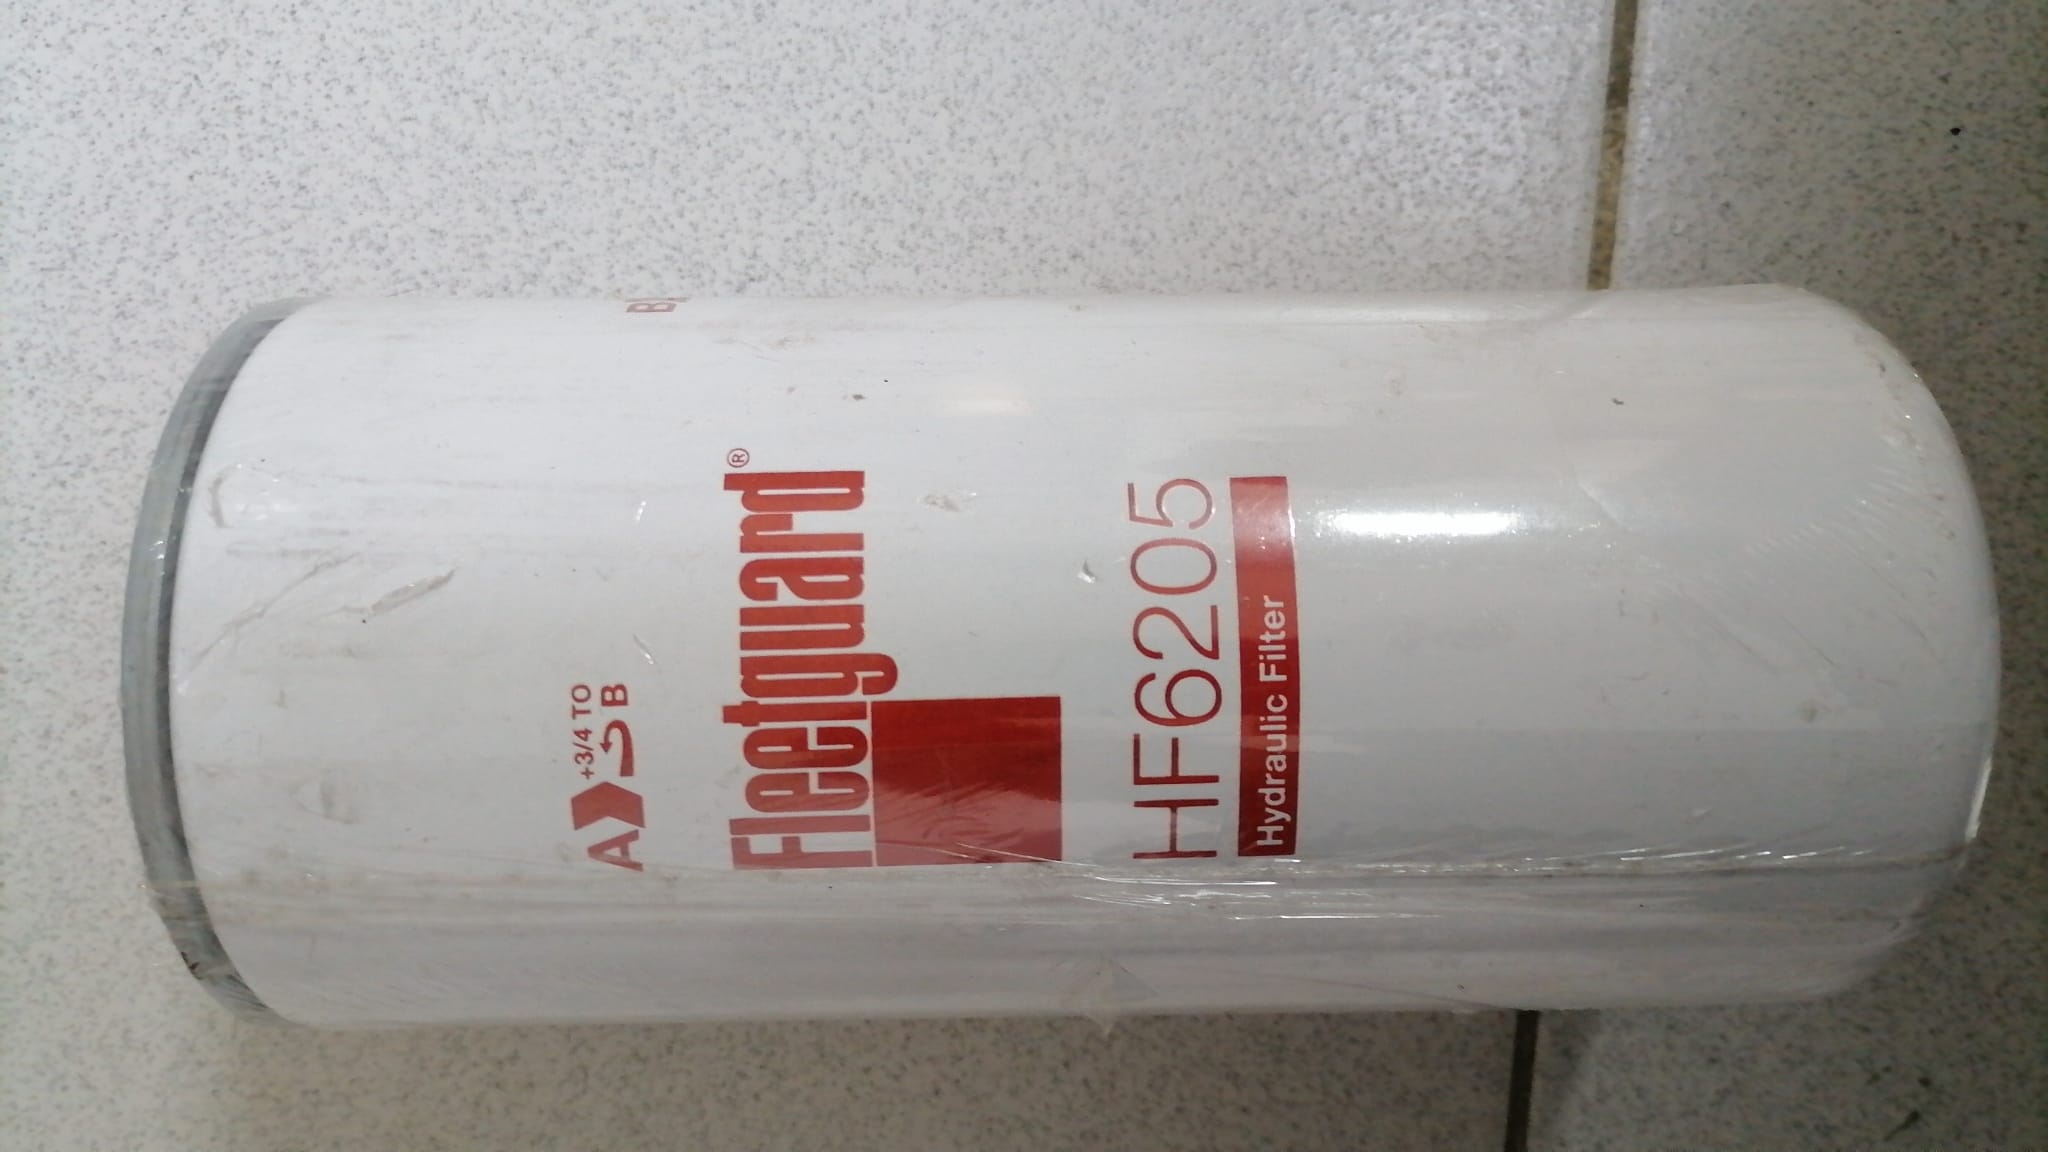 A +3/4 TO
B
Fleetguard®
HF6205
Hydraulic Filter